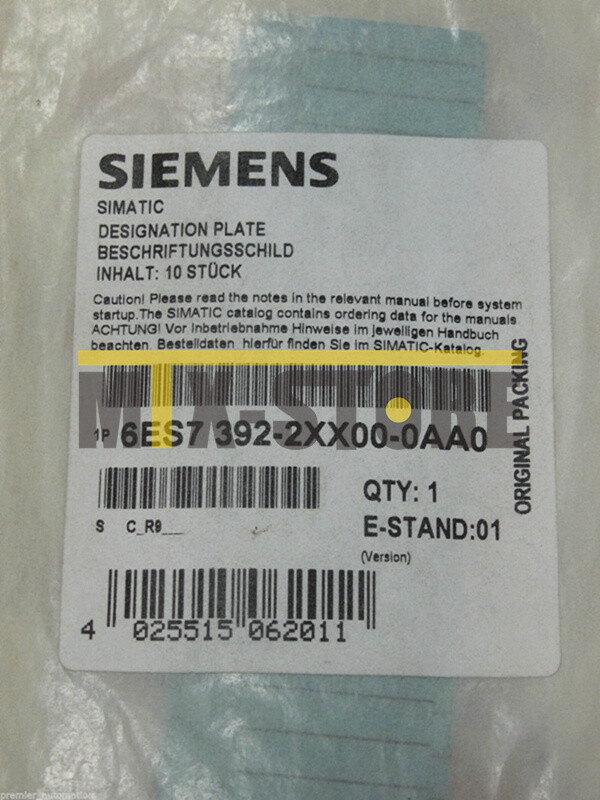 SIEMENS
SIMATIC
DESIGNATION PLATE
BESCHRIFTUNGSSCHILD
INHALT: 10 STÜCK
Caution! Please read the notes in the relevant manual before system
startup.The SIMATIC catalog contains ordering data for the manuals.
ACHTUNG! Vor Inbetriebnahme Hinweise im jeweiligen Handbuch
beachten. Bestelldaten hierfür finden Sie im SIMATIC-Katalog.
MIX-STORE
1P 6ES7 392-2XX00-0AA0
ORIGINAL PACKING
QTY: 1
S C_R9___
E-STAND:01
(Version)
4 025515 062011
premier_automation